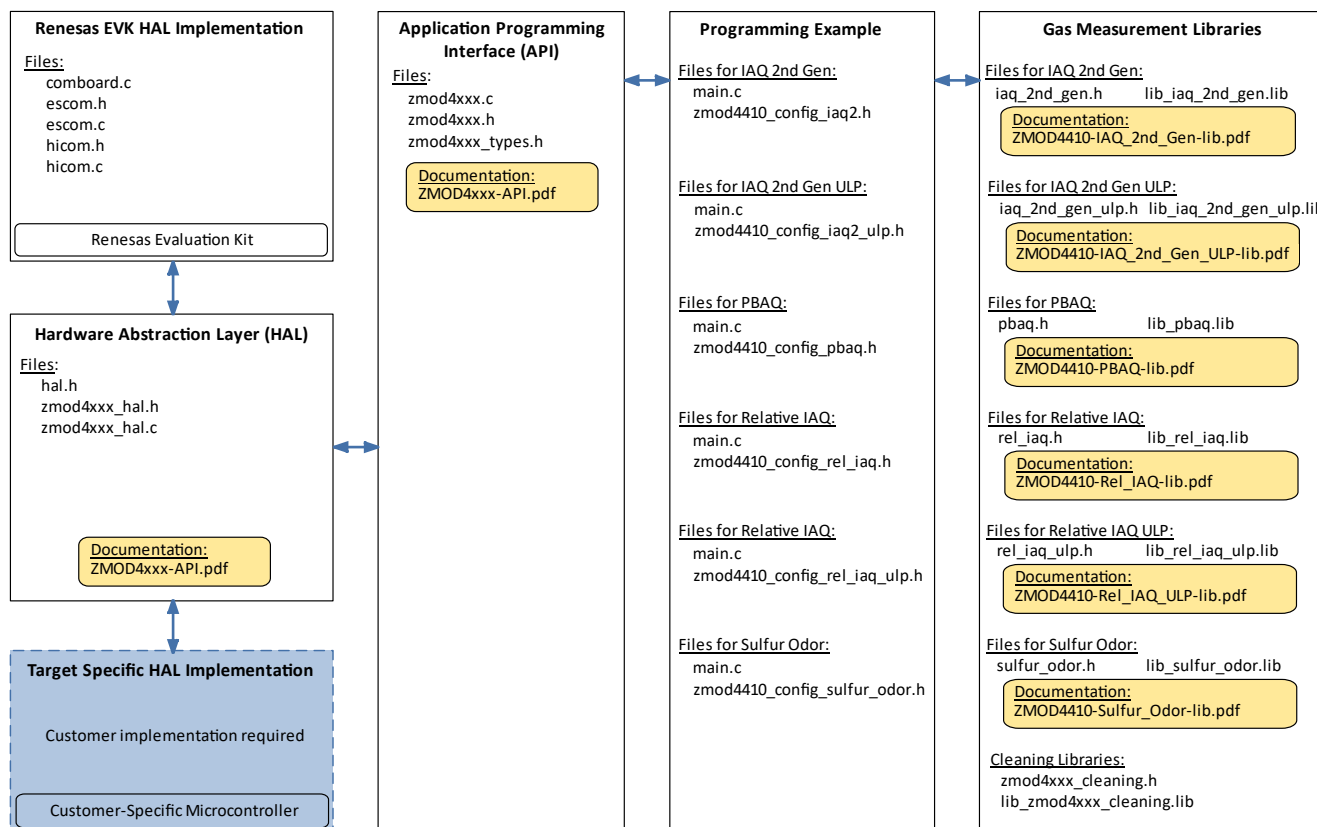 Renesas EVK HAL Implementation
Files:
comboard.c
escom.h
escom.c
hicom.h
hicom.c
Renesas Evaluation Kit
Hardware Abstraction Layer (HAL)
Files:
hal.h
zmod4xxx_hal.h
zmod4xxx_hal.c
Documentation:
ZMOD4xxx-API.pdf
Target Specific HAL Implementation
Customer implementation required
Customer-Specific Microcontroller
Application Programming
Interface (API)
Files:
zmod4xxx.c
zmod4xxx.h
zmod4xxx_types.h
Documentation:
ZMOD4xxx-API.pdf
Programming Example
Files for IAQ 2nd Gen:
main.c
zmod4410_config_iaq2.h
Files for IAQ 2nd Gen ULP:
main.c
zmod4410_config_iaq2_ulp.h
Files for PBAQ:
main.c
zmod4410_config_pbaq.h
Files for Relative IAQ:
main.c
zmod4410_config_rel_iaq.h
Files for Relative IAQ:
main.c
zmod4410_config_rel_iaq_ulp.h
Files for Sulfur Odor:
main.c
zmod4410_config_sulfur_odor.h
Gas Measurement Libraries
Files for IAQ 2nd Gen:
iaq_2nd_gen.h lib_iaq_2nd_gen.lib
Documentation:
ZMOD4410-IAQ_2nd_Gen-lib.pdf
Files for IAQ 2nd Gen ULP:
iaq_2nd_gen_ulp.h lib_iaq_2nd_gen_ulp.lib
Documentation:
ZMOD4410-IAQ_2nd_Gen_ULP-lib.pdf
Files for PBAQ:
pbaq.h lib_pbaq.lib
Documentation:
ZMOD4410-PBAQ-lib.pdf
Files for Relative IAQ:
rel_iaq.h lib_rel_iaq.lib
Documentation:
ZMOD4410-Rel_IAQ-lib.pdf
Files for Relative IAQ ULP:
rel_iaq_ulp.h lib_rel_iaq_ulp.lib
Documentation:
ZMOD4410-Rel_IAQ_ULP-lib.pdf
Files for Sulfur Odor:
sulfur_odor.h lib_sulfur_odor.lib
Documentation:
ZMOD4410-Sulfur_Odor-lib.pdf
Cleaning Libraries:
zmod4xxx_cleaning.h
lib_zmod4xxx_cleaning.lib